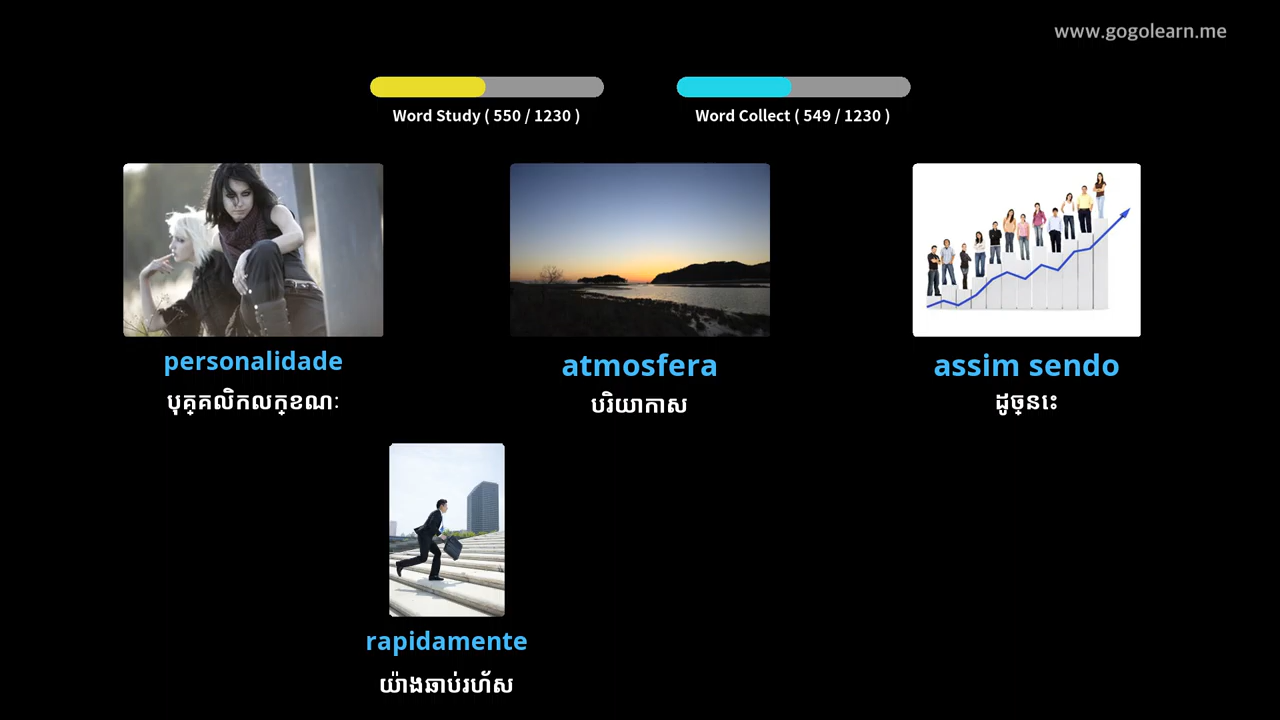 www.gogolearn.me
Word Study ( 550 / 1230 )
Word Collect ( 549 / 1230 )
personalidade
បុគ្គលិកលក្ខណៈ
atmosfera
បរិយាកាស
assim sendo
ដូច្នេះ
rapidamente
យ៉ាងឆាប់រហ័ស